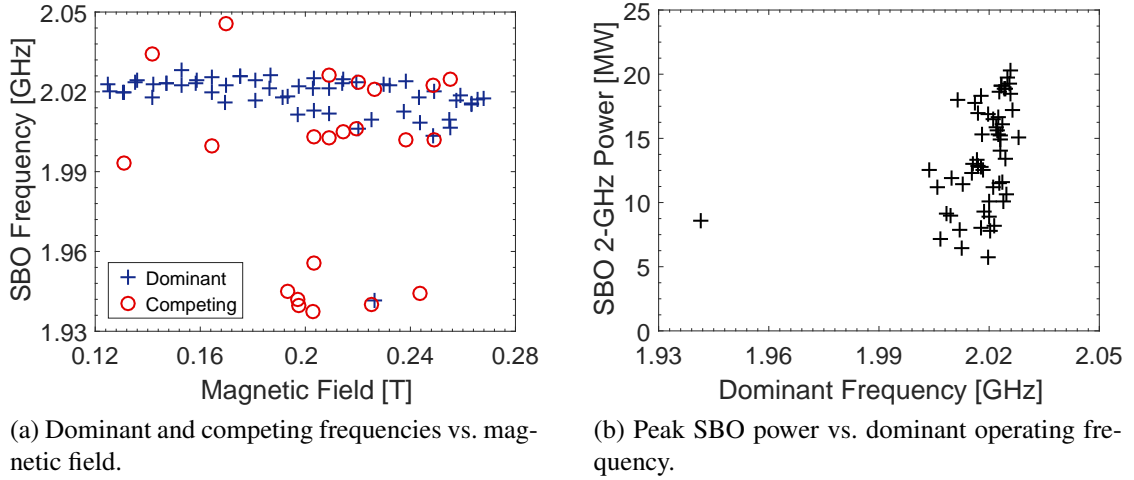 2.05
2.02
1.99
1.96
1.93
SBO Frequency [GHz]
Dominant
Competing
0.12
0.16
0.2
0.24
0.28
Magnetic Field [T]
(a) Dominant and competing frequencies vs. mag-
netic field.
25
20
15
10
5
0
SBO 2-GHz Power [MW]
1.93
1.96
1.99
2.02
2.05
Dominant Frequency [GHz]
(b) Peak SBO power vs. dominant operating fre-
quency.